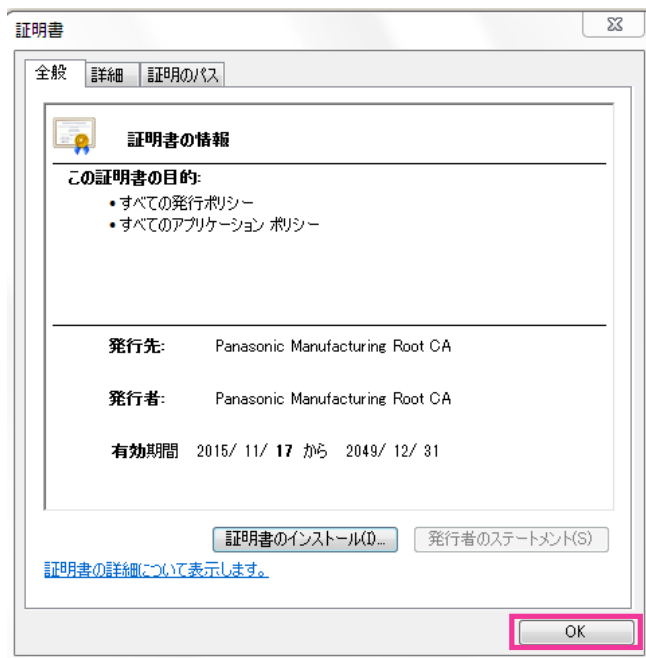 証明書
全般 詳細 証明のパス
証明書の情報
この証明書の目的:
• すべての発行ポリシー
• すべてのアプリケーション ポリシー
発行先: Panasonic Manufacturing Root CA
発行者: Panasonic Manufacturing Root CA
有効期間 2015/ 11/ 17 から 2049/ 12/ 31
証明書のインストール(I)... 発行者のステートメント(S)
証明書の詳細について表示します。
OK